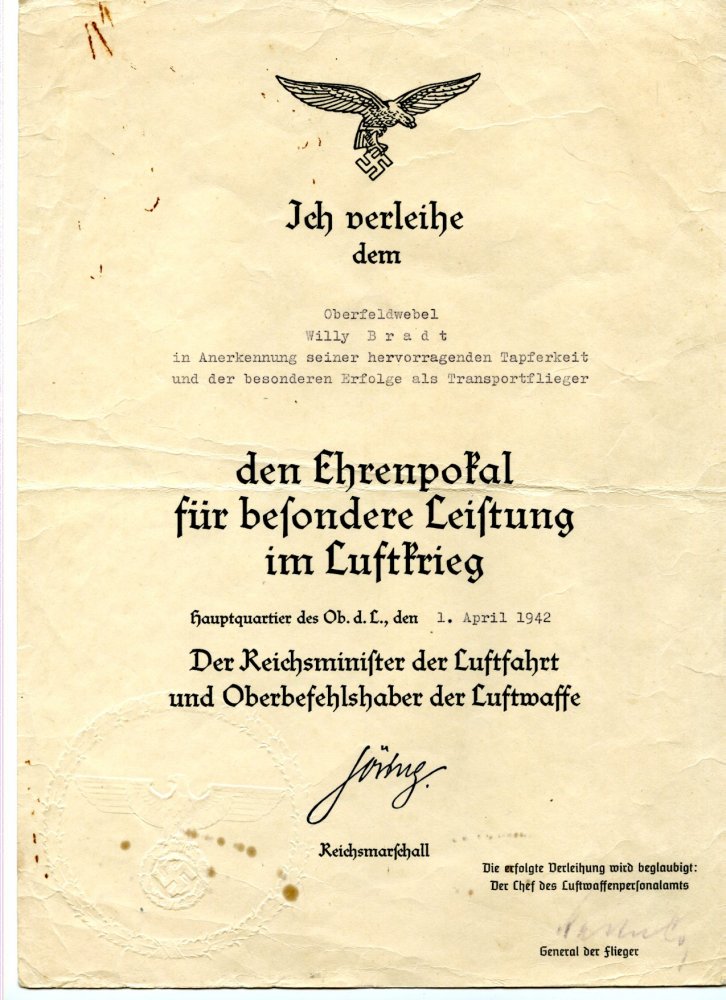 Ich verleihe
dem
Oberfeldwebel
Willy B r a d t
in Anerkennung seiner hervorragenden Tapferkeit
und der besonderen Erfolge als Transportflieger
den Ehrenpokal
für besondere Leistung
im Luftkrieg
Hauptquartier des Ob. d. L., den 1. April 1942
Der Reichsminister der Luftfahrt
und Oberbefehlshaber der Luftwaffe
Göring.
Reichsmarschall
Die erfolgte Verleihung wird beglaubigt:
Der Chef des Luftwaffenpersonalamts
General der Flieger